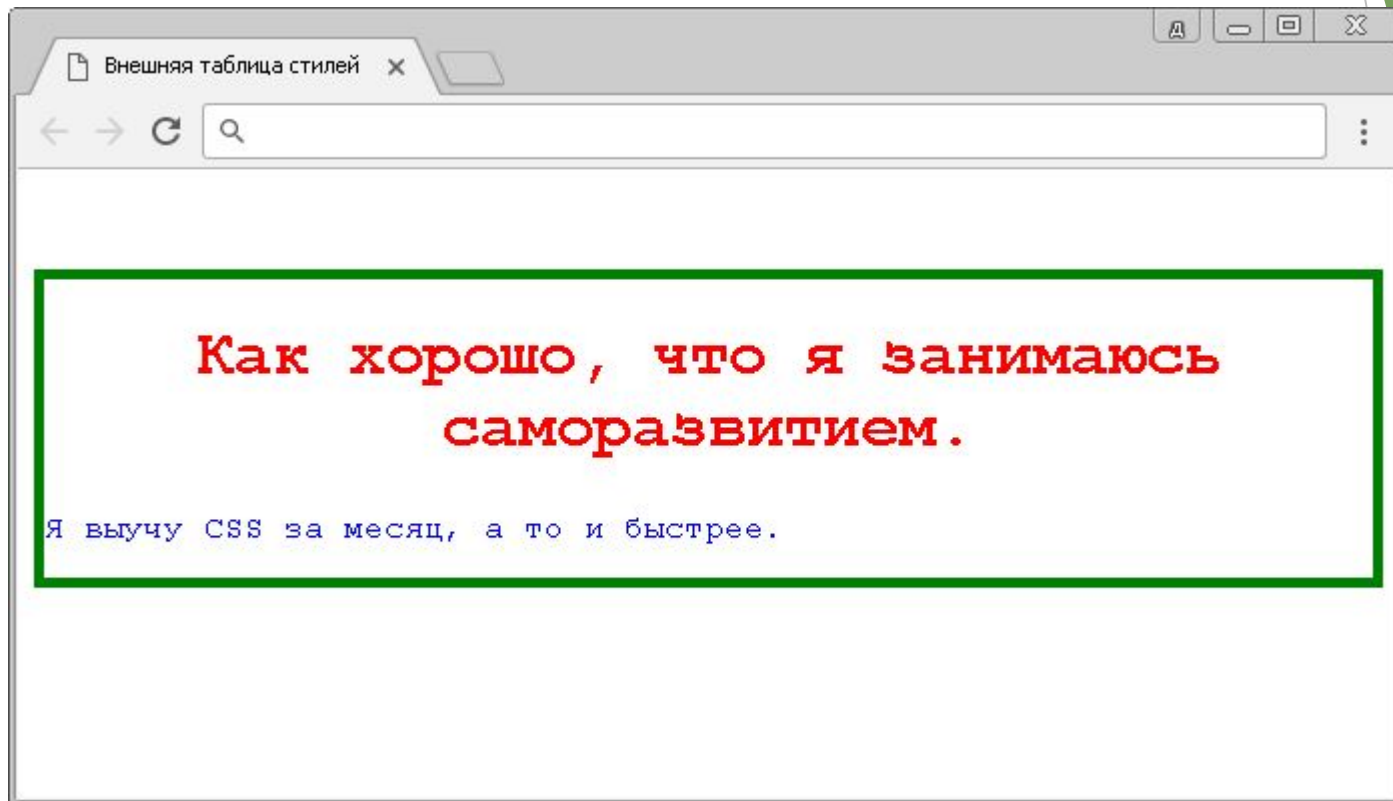 Д
Внешняя таблица стилей
Как хорошо, что я занимаюсь
саморазвитием.
Я выучу CSS за месяц, а то и быстрее.